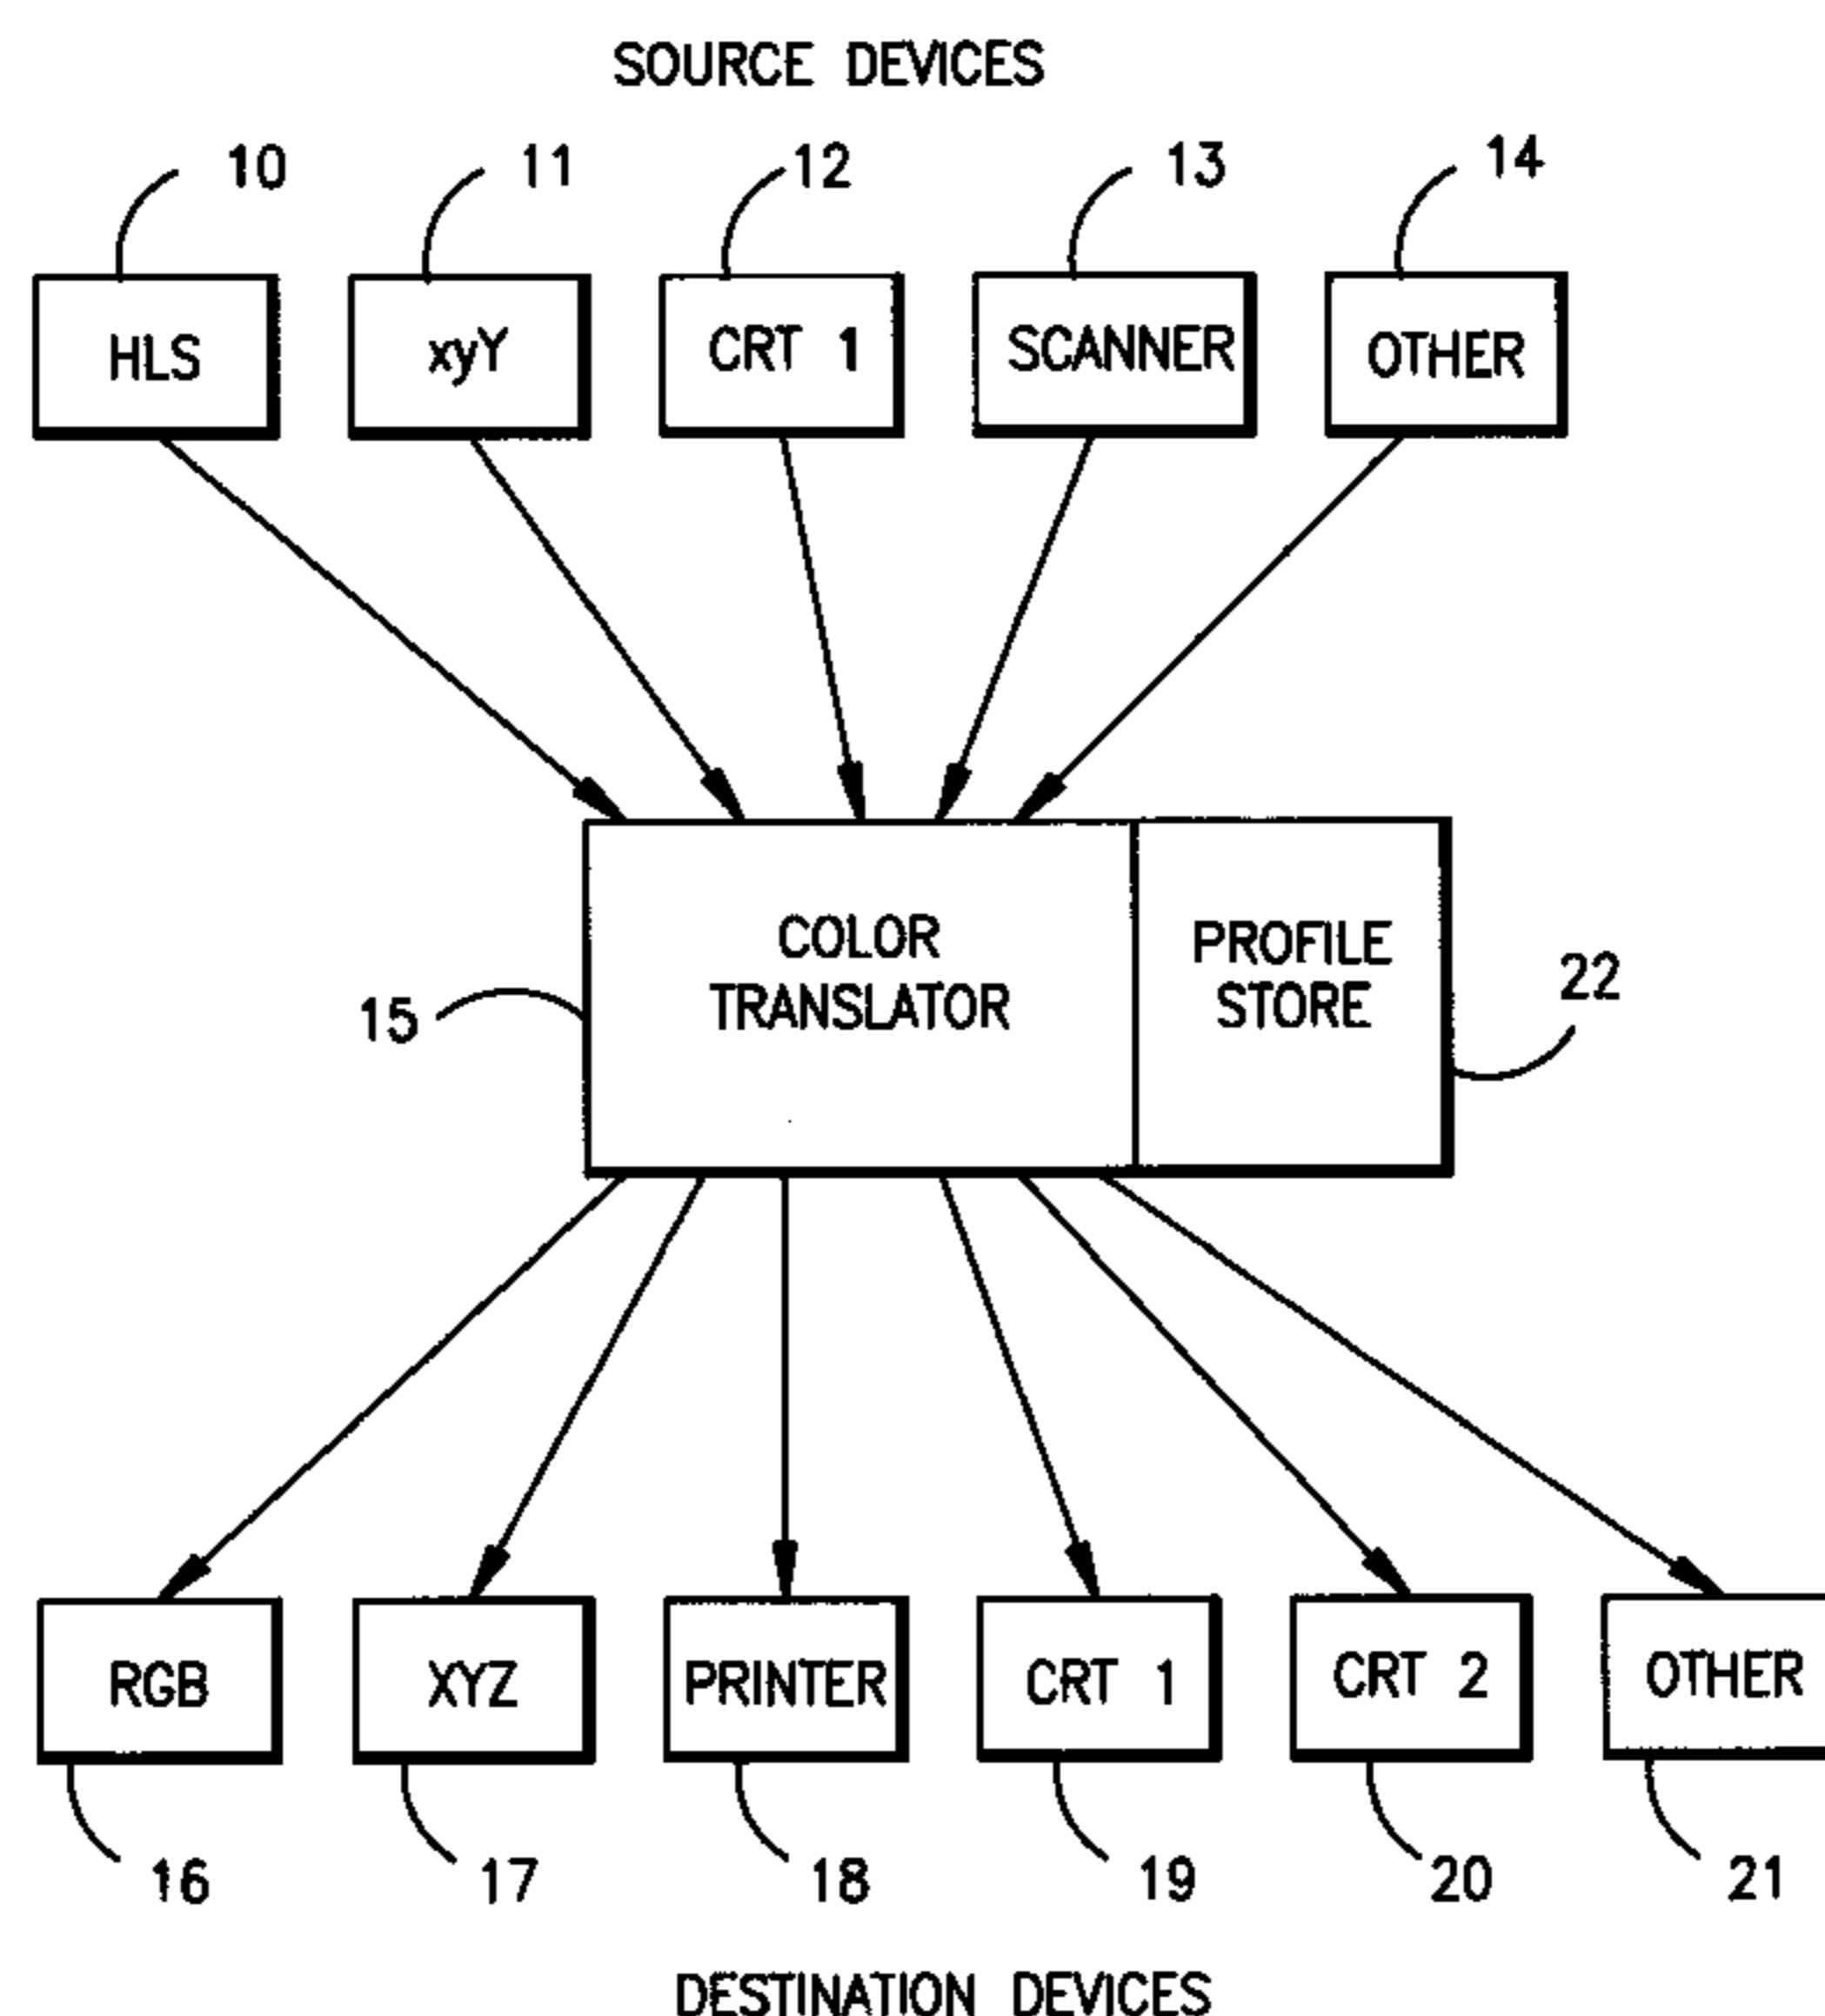 SOURCE DEVICES
10 11 12 13 14
HLS xyY CRT 1 SCANNER OTHER
COLOR
TRANSLATOR
PROFILE
STORE
15
22
RGB XYZ PRINTER CRT 1 CRT 2 OTHER
16 17 18 19 20 21
DESTINATION DEVICES